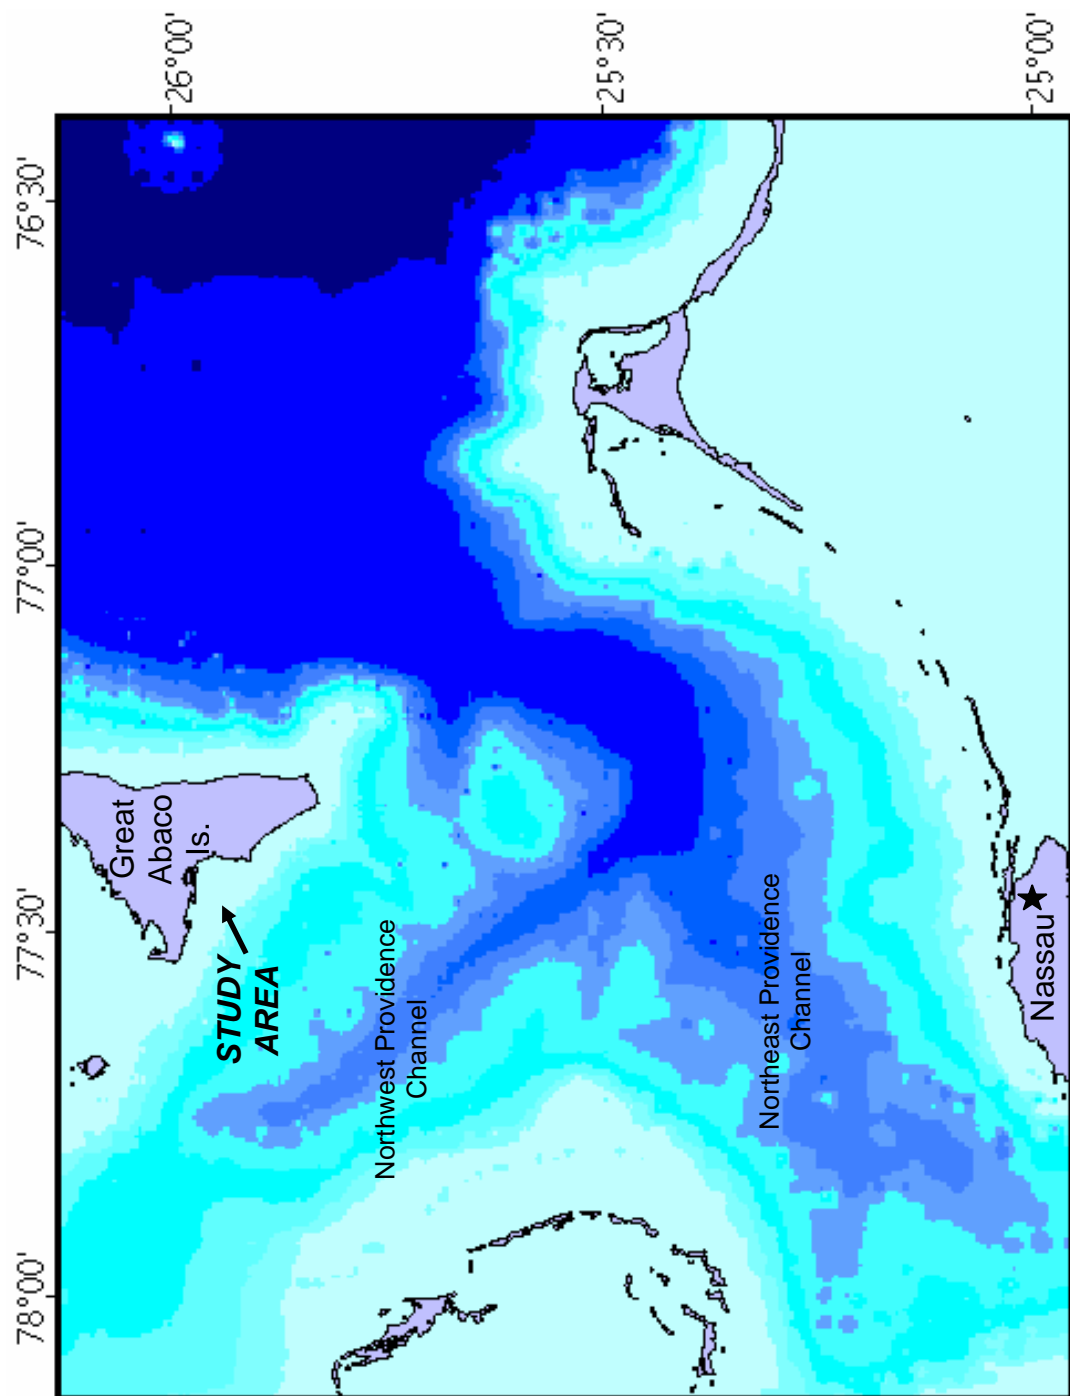 26°00'
25°30'
25°00'
76°30'
77°00'
77°30'
78°00'
Great
Abaco
Is.
STUDY
AREA
Northwest Providence
Channel
Northeast Providence
Channel
Nassau